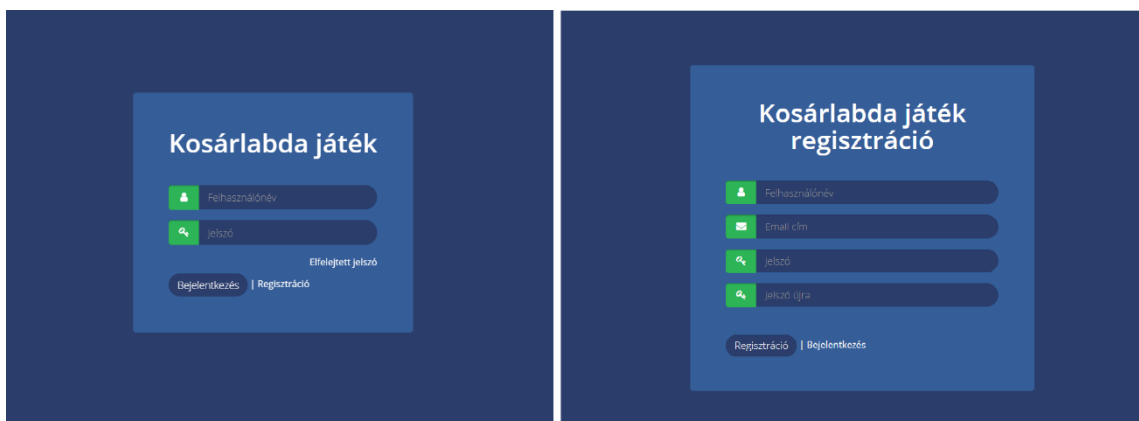 Kosárlabda játék
Felhasználónév
Jelszó
Elfelejtett jelszó
Bejelentkezés | Regisztráció
Kosárlabda játék
regisztráció
Felhasználónév
Email cím
Jelszó
Jelszó újra
Regisztráció | Bejelentkezés